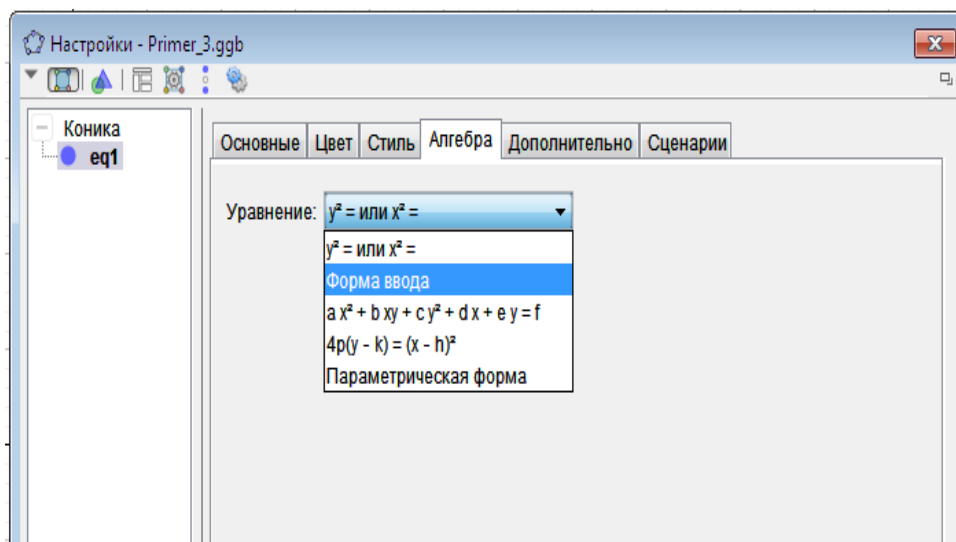 Настройки - Primer_3.ggb
Коника
eq1
Основные Цвет Стиль Алгебра Дополнительно Сценарии
Уравнение: y² = или x² =
y² = или x² =
Форма ввода
a x² + b xy + c y² + d x + e y = f
4p(y - k) = (x - h)²
Параметрическая форма